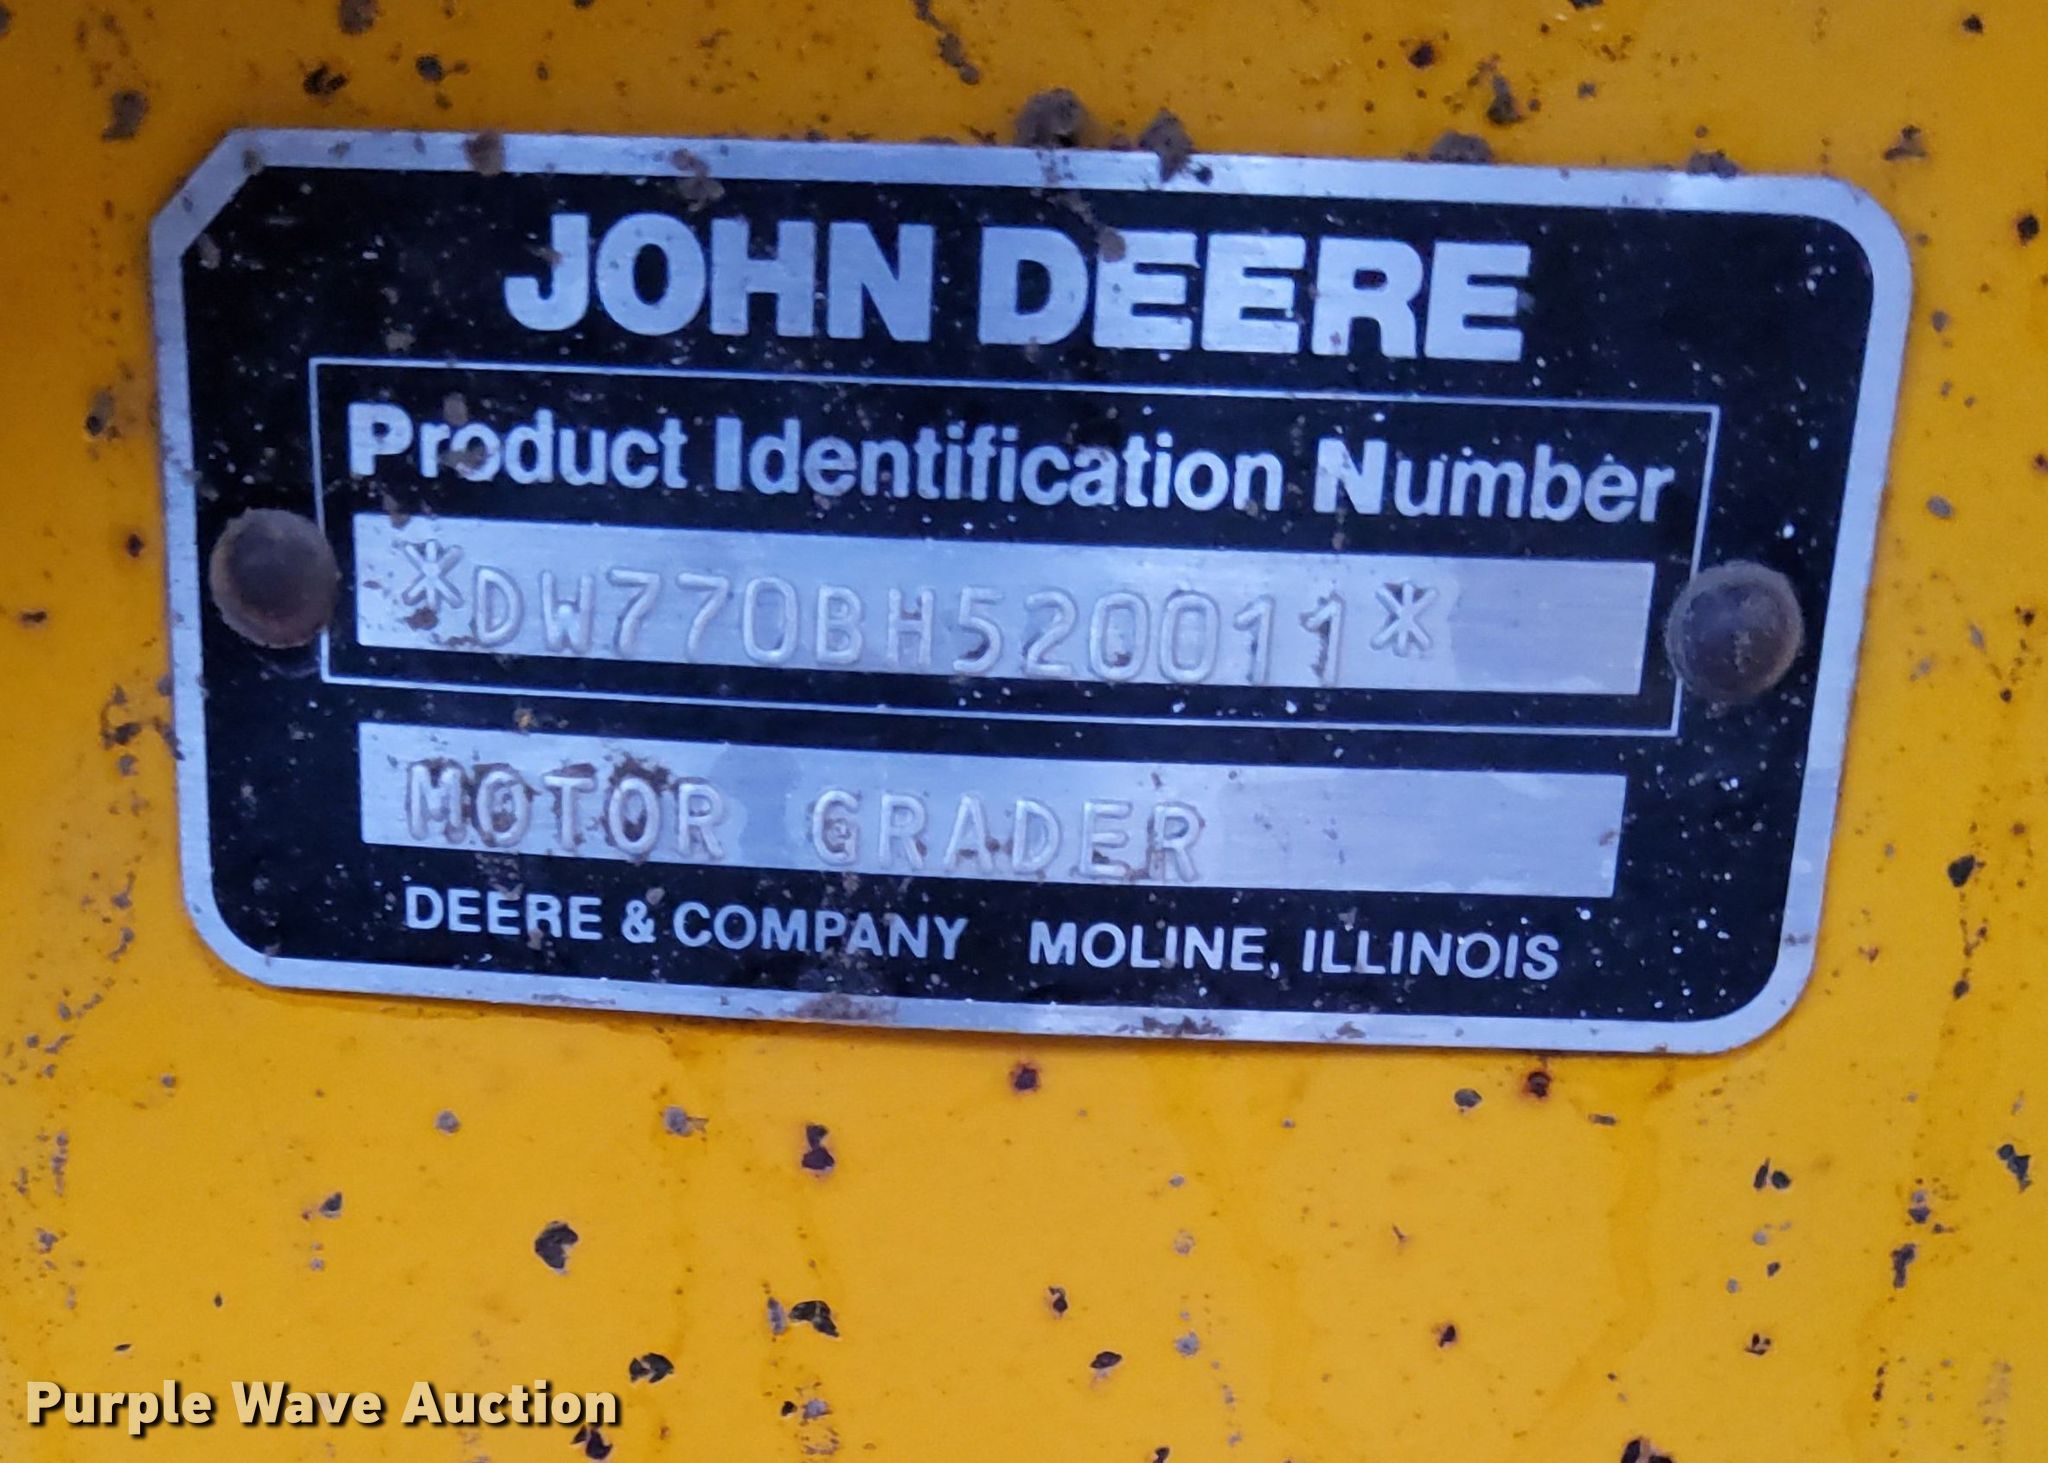 JOHN DEERE
Product Identification Number
*DW770BH520011*
MOTOR GRADER
DEERE & COMPANY MOLINE, ILLINOIS
Purple Wave Auction